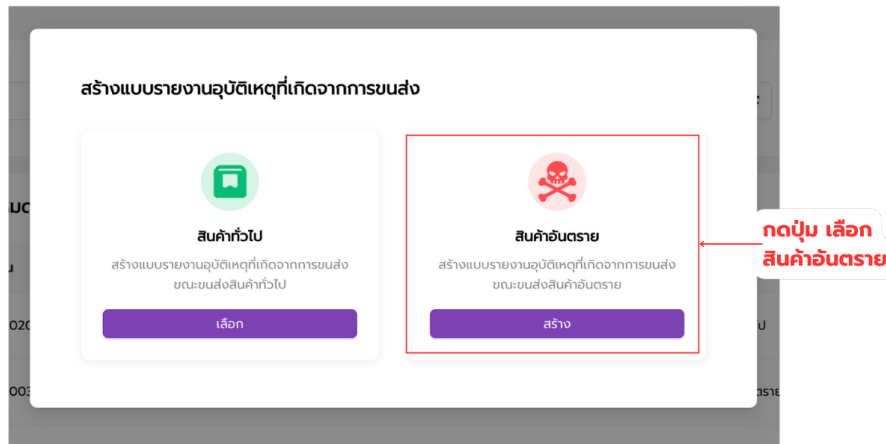 สร้างแบบรายงานอุบัติเหตุที่เกิดจากการขนส่ง
สินค้าทั่วไป
สร้างแบบรายงานอุบัติเหตุที่เกิดจากการขนส่ง
ขณะขนส่งสินค้าทั่วไป
เลือก
สินค้าอันตราย
สร้างแบบรายงานอุบัติเหตุที่เกิดจากการขนส่ง
ขณะขนส่งสินค้าอันตราย
สร้าง
กดปุ่ม เลือก
สินค้าอันตราย